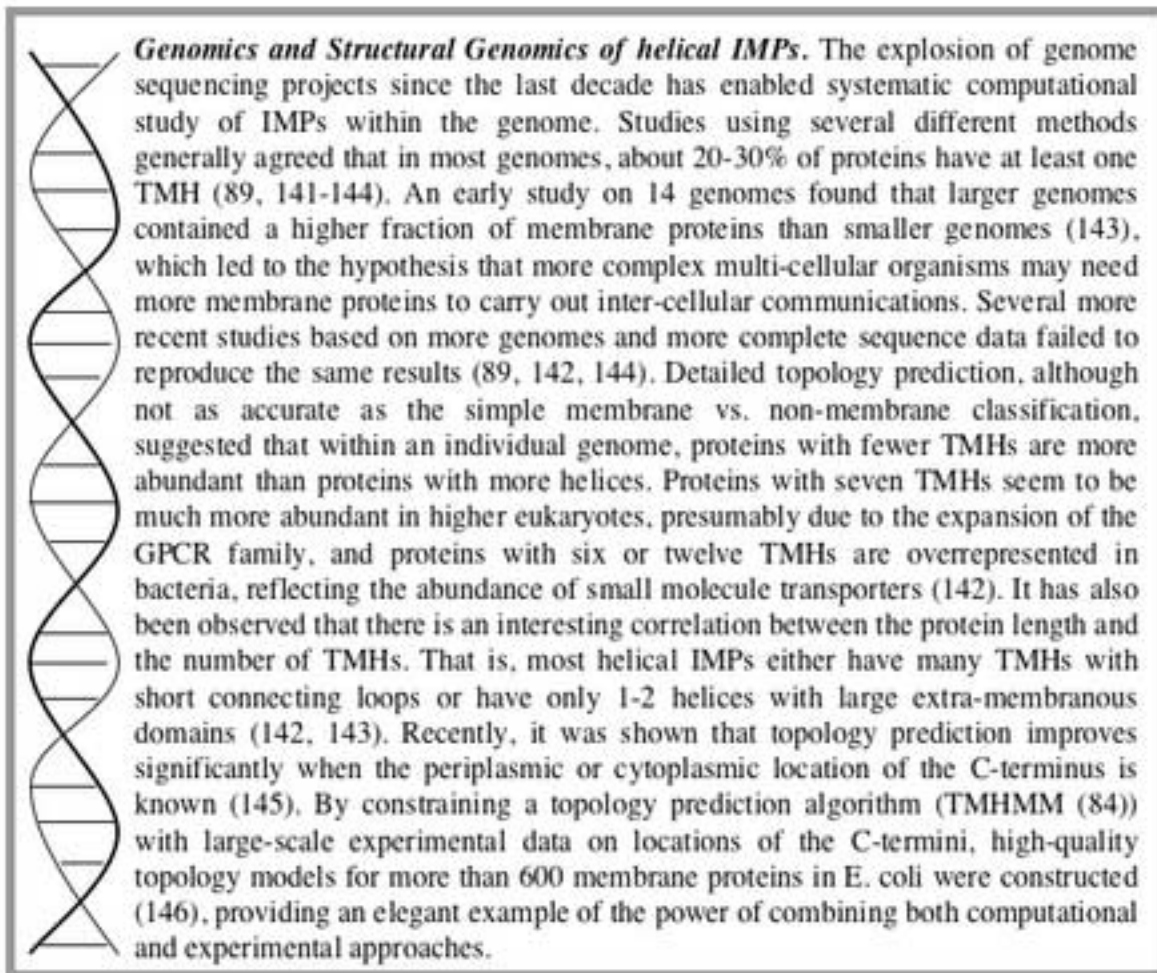 Genomics and Structural Genomics of helical IMPs. The explosion of genome
sequencing projects since the last decade has enabled systematic computational
study of IMPs within the genome. Studies using several different methods
generally agreed that in most genomes, about 20-30% of proteins have at least one
TMH (89, 141-144). An early study on 14 genomes found that larger genomes
contained a higher fraction of membrane proteins than smaller genomes (143),
which led to the hypothesis that more complex multi-cellular organisms may need
more membrane proteins to carry out inter-cellular communications. Several more
recent studies based on more genomes and more complete sequence data failed to
reproduce the same results (89, 142, 144). Detailed topology prediction, although
not as accurate as the simple membrane vs. non-membrane classification,
suggested that within an individual genome, proteins with fewer TMHs are more
abundant than proteins with more helices. Proteins with seven TMHs seem to be
much more abundant in higher eukaryotes, presumably due to the expansion of the
GPCR family, and proteins with six or twelve TMHs are overrepresented in
bacteria, reflecting the abundance of small molecule transporters (142). It has also
been observed that there is an interesting correlation between the protein length and
the number of TMHs. That is, most helical IMPs either have many TMHs with
short connecting loops or have only 1-2 helices with large extra-membranous
domains (142, 143). Recently, it was shown that topology prediction improves
significantly when the periplasmic or cytoplasmic location of the C-terminus is
known (145). By constraining a topology prediction algorithm (TMHMM (84))
with large-scale experimental data on locations of the C-termini, high-quality
topology models for more than 600 membrane proteins in E. coli were constructed
(146), providing an elegant example of the power of combining both computational
and experimental approaches.